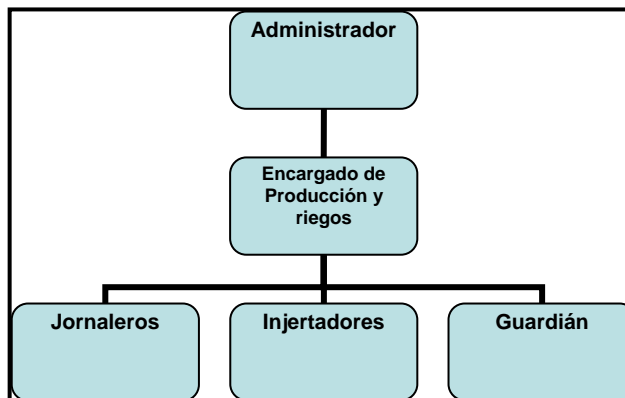 Administrador
Encargado de
Producción y
riegos
Jornaleros
Injertadores
Guardián